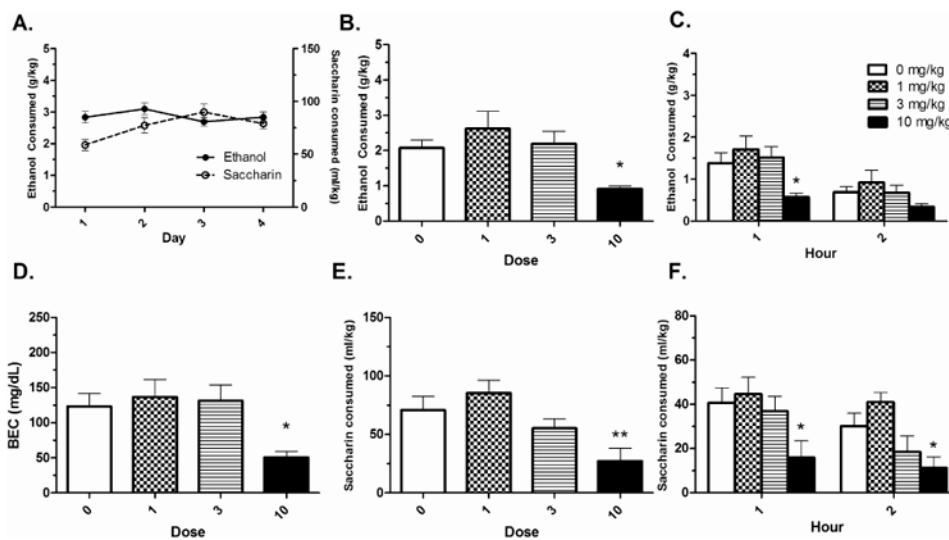 A.
Ethanol Consumed (g/kg)
5
4
3
2
1
0
150
100
50
0
Saccharin consumed (ml/kg)
Ethanol
Saccharin
1 2 3 4
Day
B.
Ethanol Consumed (g/kg)
5
4
3
2
1
0
*
0 1 3 10
Dose
C.
Ethanol Consumed (g/kg)
4
3
2
1
0
0 mg/kg
1 mg/kg
3 mg/kg
10 mg/kg
*
1 2
Hour
D.
BEC (mg/dL)
250
200
150
100
50
0
*
0 1 3 10
Dose
E.
Saccharin consumed (ml/kg)
150
100
50
0
**
0 1 3 10
Dose
F.
Saccharin consumed (ml/kg)
80
60
40
20
0
* *
1 2
Hour